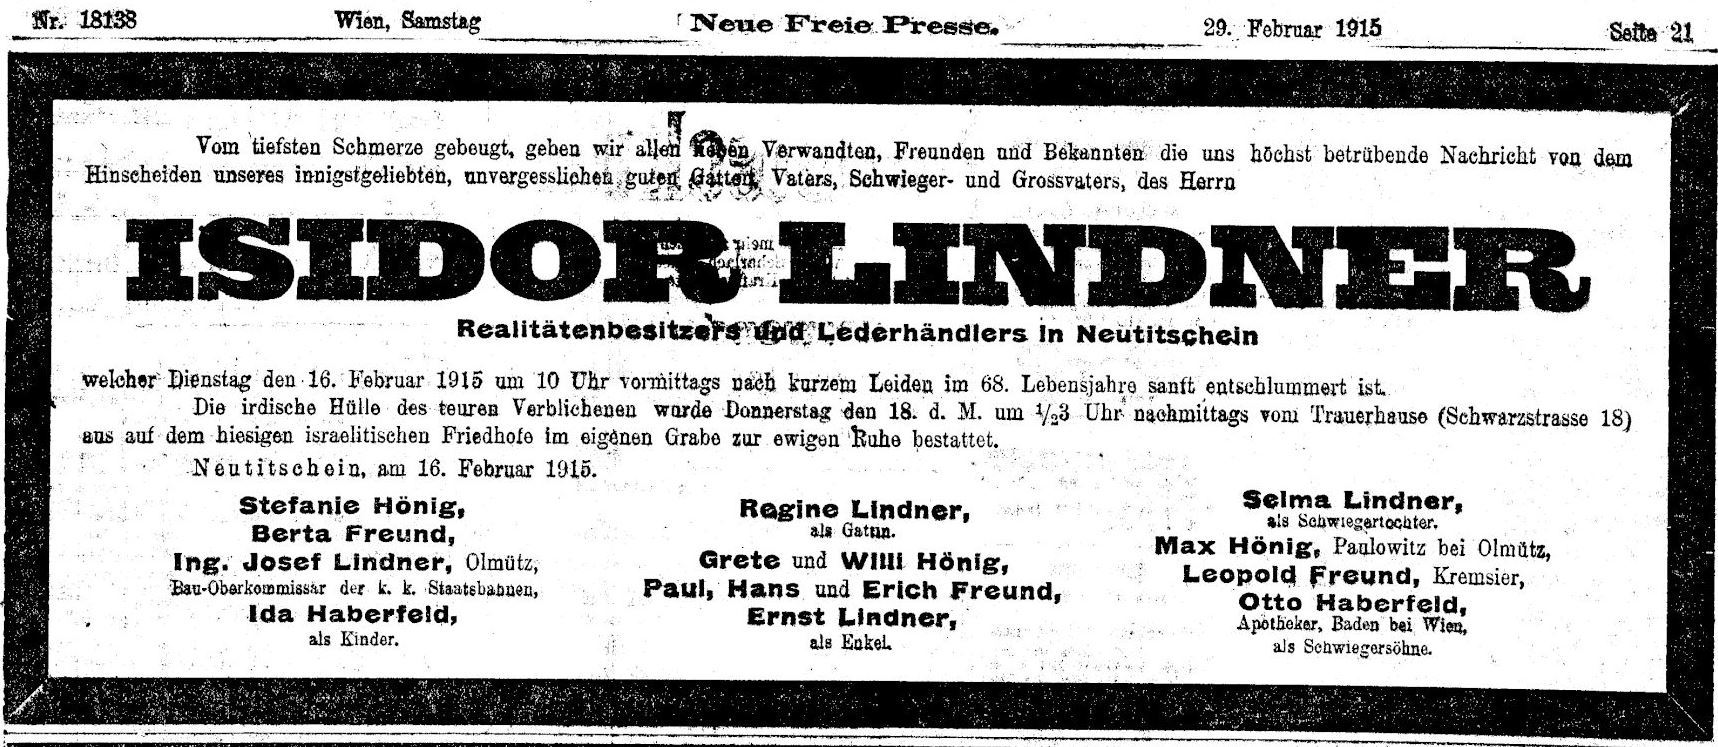 Nr. 18138 Wien, Samstag Neue Freie Presse. 29. Februar 1915 Seite 21
Vom tiefsten Schmerze gebeugt, geben wir allen lieben Verwandten, Freunden und Bekannten die uns höchst betrübende Nachricht von dem
Hinscheiden unseres innigstgeliebten, unvergesslichen guten Gatten, Vaters, Schwieger- und Grossvaters, des Herrn
ISIDOR LINDNER
Realitätenbesitzers und Lederhändlers in Neutitschein
welcher Dienstag den 16. Februar 1915 um 10 Uhr vormittags nach kurzem Leiden im 68. Lebensjahre sanft entschlummert ist.
Die irdische Hülle des teuren Verblichenen wurde Donnerstag den 18. d. M. um 1/23 Uhr nachmittags vom Trauerhause (Schwarzstrasse 18)
aus auf dem hiesigen israelitischen Friedhofe im eigenen Grabe zur ewigen Ruhe bestattet.
Neutitschein, am 16. Februar 1915.
Stefanie Hönig,
Berta Freund,
Ing. Josef Lindner, Olmütz,
Bau-Oberkommissär der k. k. Staatsbahnen,
Ida Haberfeld,
als Kinder.
Regine Lindner,
als Gattin.
Grete und Willi Hönig,
Paul, Hans und Erich Freund,
Ernst Lindner,
als Enkel.
Selma Lindner,
als Schwiegertochter.
Max Hönig, Paulowitz bei Olmütz,
Leopold Freund, Kremsier,
Otto Haberfeld,
Apotheker, Baden bei Wien,
als Schwiegersöhne.